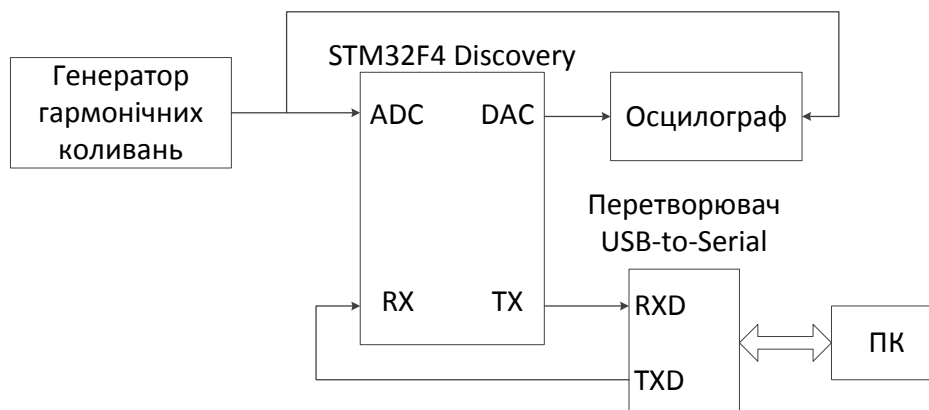 STM32F4 Discovery
Генератор
гармонічних
коливань
ADC
DAC
Осцилограф
Перетворювач
USB-to-Serial
RX
TX
RXD
TXD
ПК